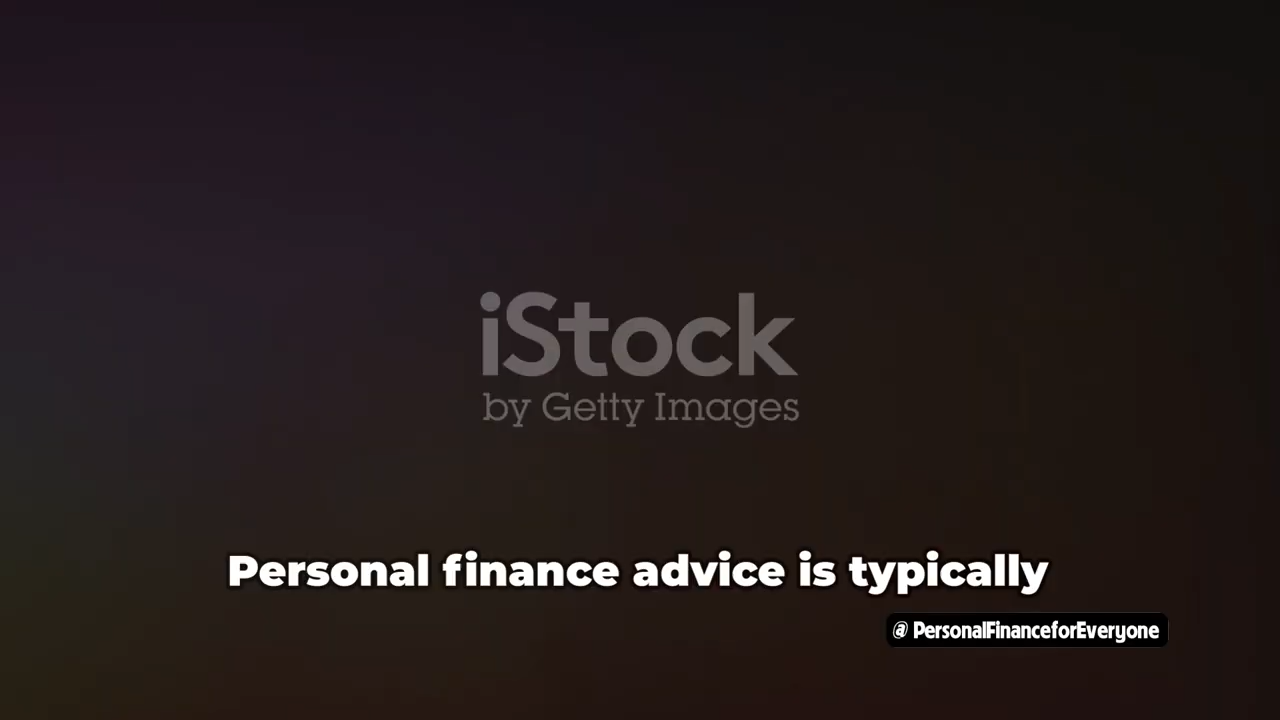 iStock
by Getty Images
Personal finance advice is typically
@ PersonalFinanceforEveryone